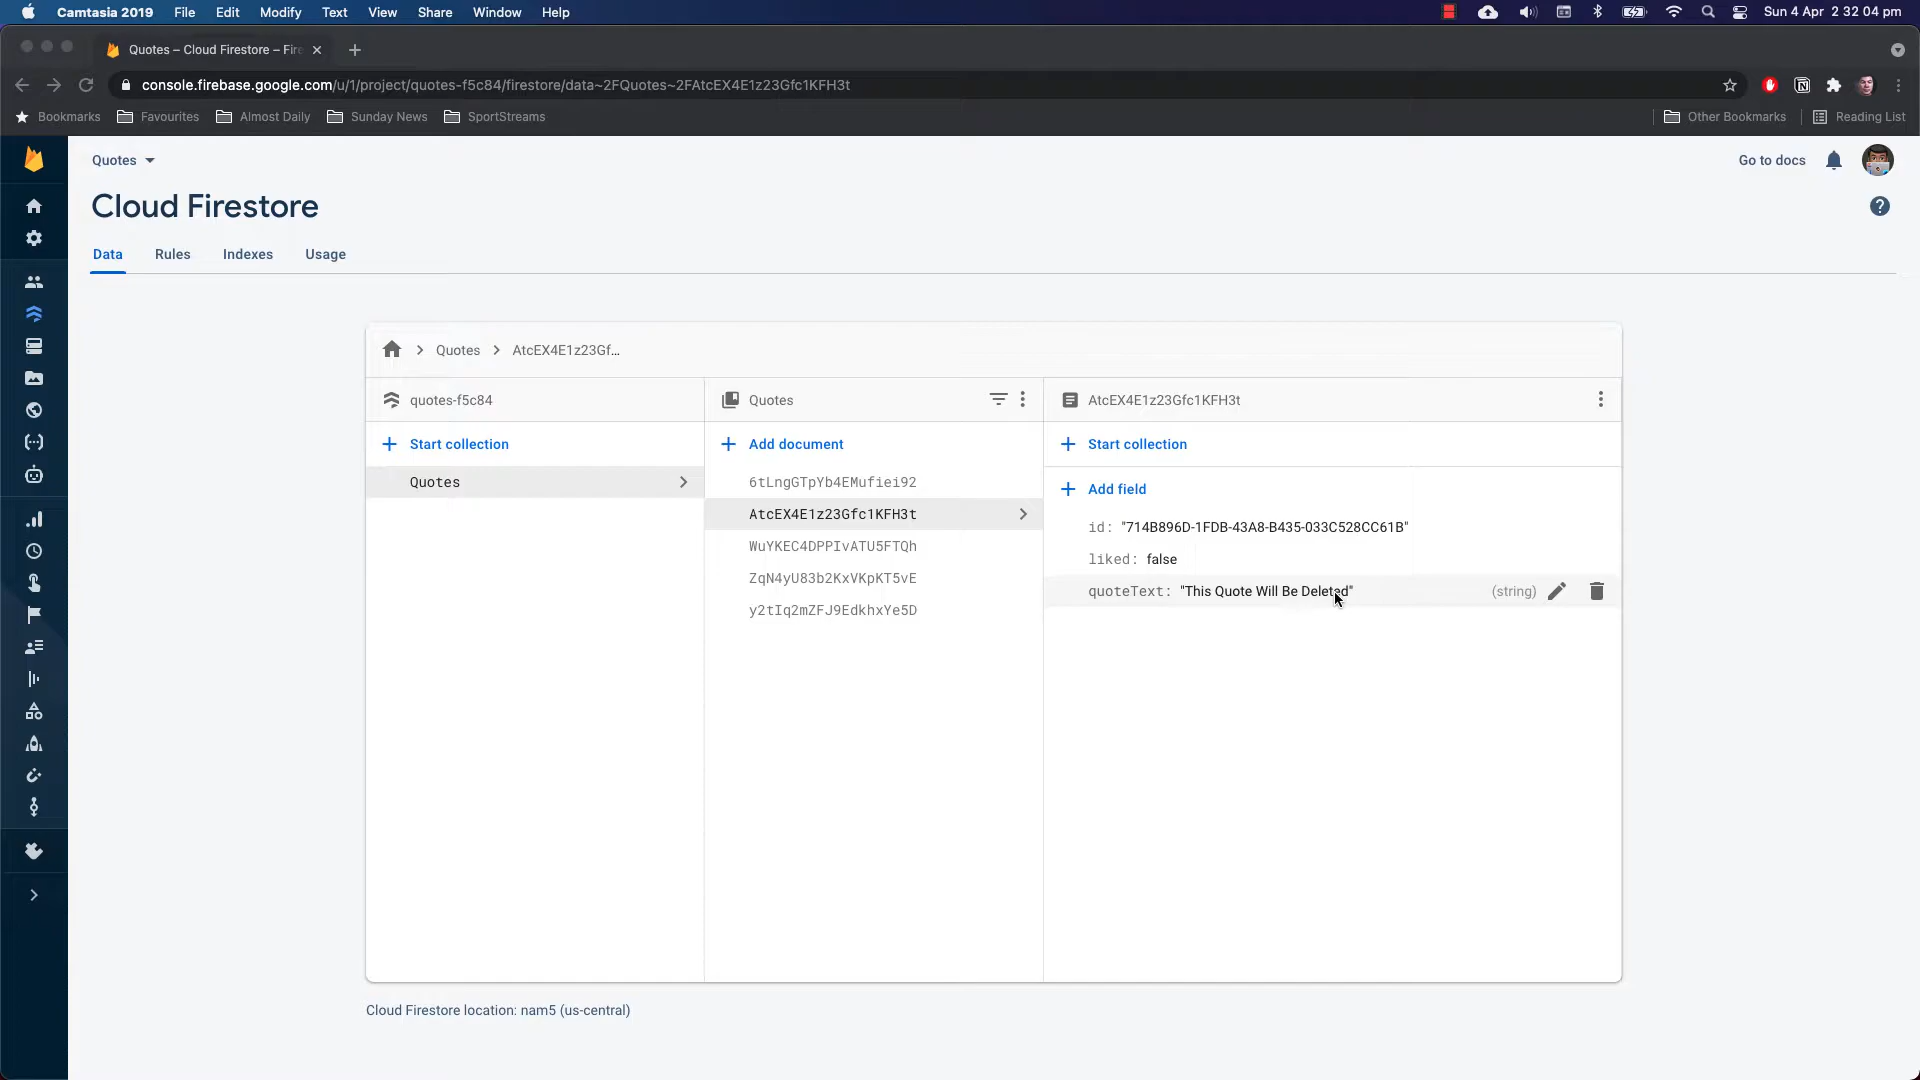 Camtasia 2019 File Edit Modify Text View Share Window Help Sun 4 Apr 2 32 04 pm
Quotes – Cloud Firestore – Fire
console.firebase.google.com/u/1/project/quotes-f5c84/firestore/data~2FQuotes~2FAtcEX4E1z23Gfc1KFH3t
Bookmarks Favourites Almost Daily Sunday News SportStreams Other Bookmarks Reading List
Quotes Go to docs
Cloud Firestore
Data Rules Indexes Usage
Quotes AtcEX4E1z23Gf...
quotes-f5c84 Quotes AtcEX4E1z23Gfc1KFH3t
Start collection Add document Start collection
Quotes 6tLngGTpYb4EMufiei92 Add field
AtcEX4E1z23Gfc1KFH3t id: "714B896D-1FDB-43A8-B435-033C528CC61B"
WuYKEC4DPPIvATU5FTQh liked: false
ZqN4yU83b2KxVKpKT5vE quoteText: "This Quote Will Be Deleted" (string)
y2tIq2mZFJ9EdkhxYe5D
Cloud Firestore location: nam5 (us-central)